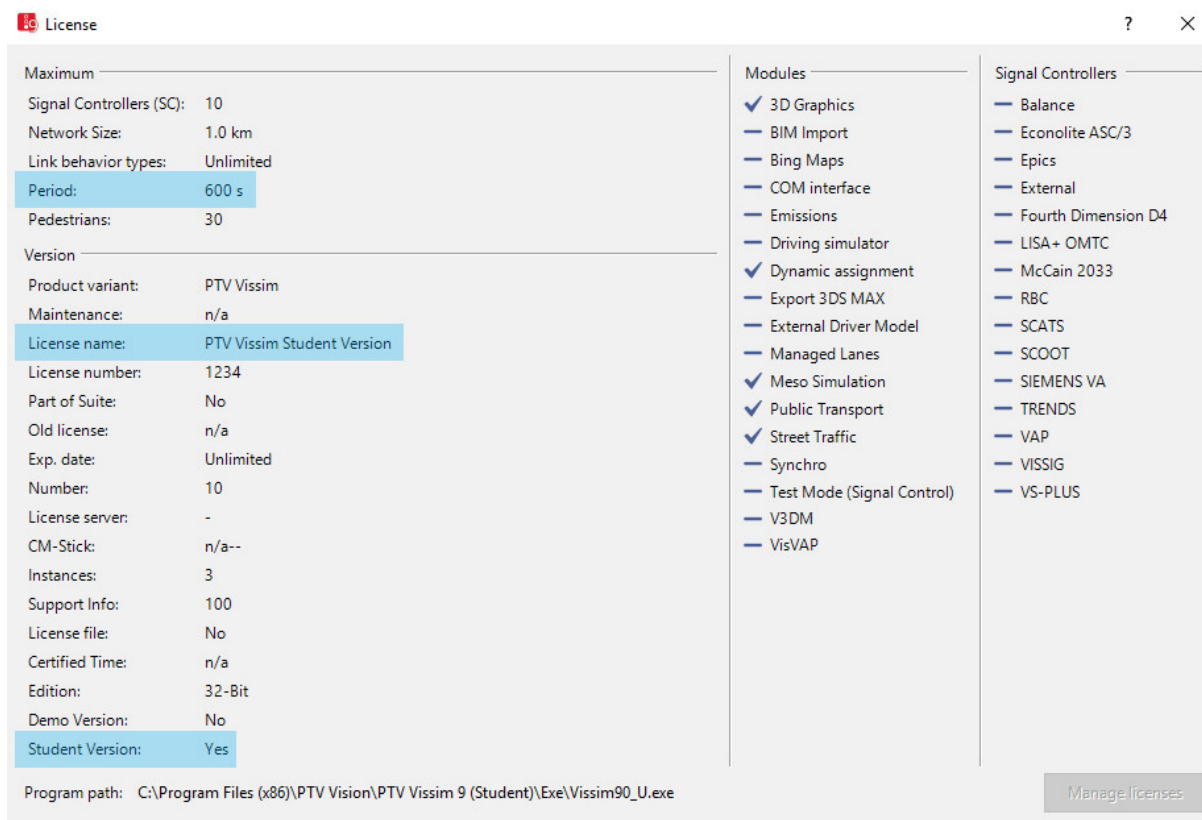 License
?
Maximum
Signal Controllers (SC): 10
Network Size: 1.0 km
Link behavior types: Unlimited
Period: 600 s
Pedestrians: 30
Version
Product variant: PTV Vissim
Maintenance: n/a
License name: PTV Vissim Student Version
License number: 1234
Part of Suite: No
Old license: n/a
Exp. date: Unlimited
Number: 10
License server: -
CM-Stick: n/a--
Instances: 3
Support Info: 100
License file: No
Certified Time: n/a
Edition: 32-Bit
Demo Version: No
Student Version: Yes
Modules
3D Graphics
BIM Import
Bing Maps
COM interface
Emissions
Driving simulator
Dynamic assignment
Export 3DS MAX
External Driver Model
Managed Lanes
Meso Simulation
Public Transport
Street Traffic
Synchro
Test Mode (Signal Control)
V3DM
VisVAP
Signal Controllers
Balance
Econolite ASC/3
Epics
External
Fourth Dimension D4
LISA+ OMTC
McCain 2033
RBC
SCATS
SCOOT
SIEMENS VA
TRENDS
VAP
VISSIG
VS-PLUS
Program path: C:\Program Files (x86)\PTV Vision\PTV Vissim 9 (Student)\Exe\Vissim90_U.exe
Manage licenses